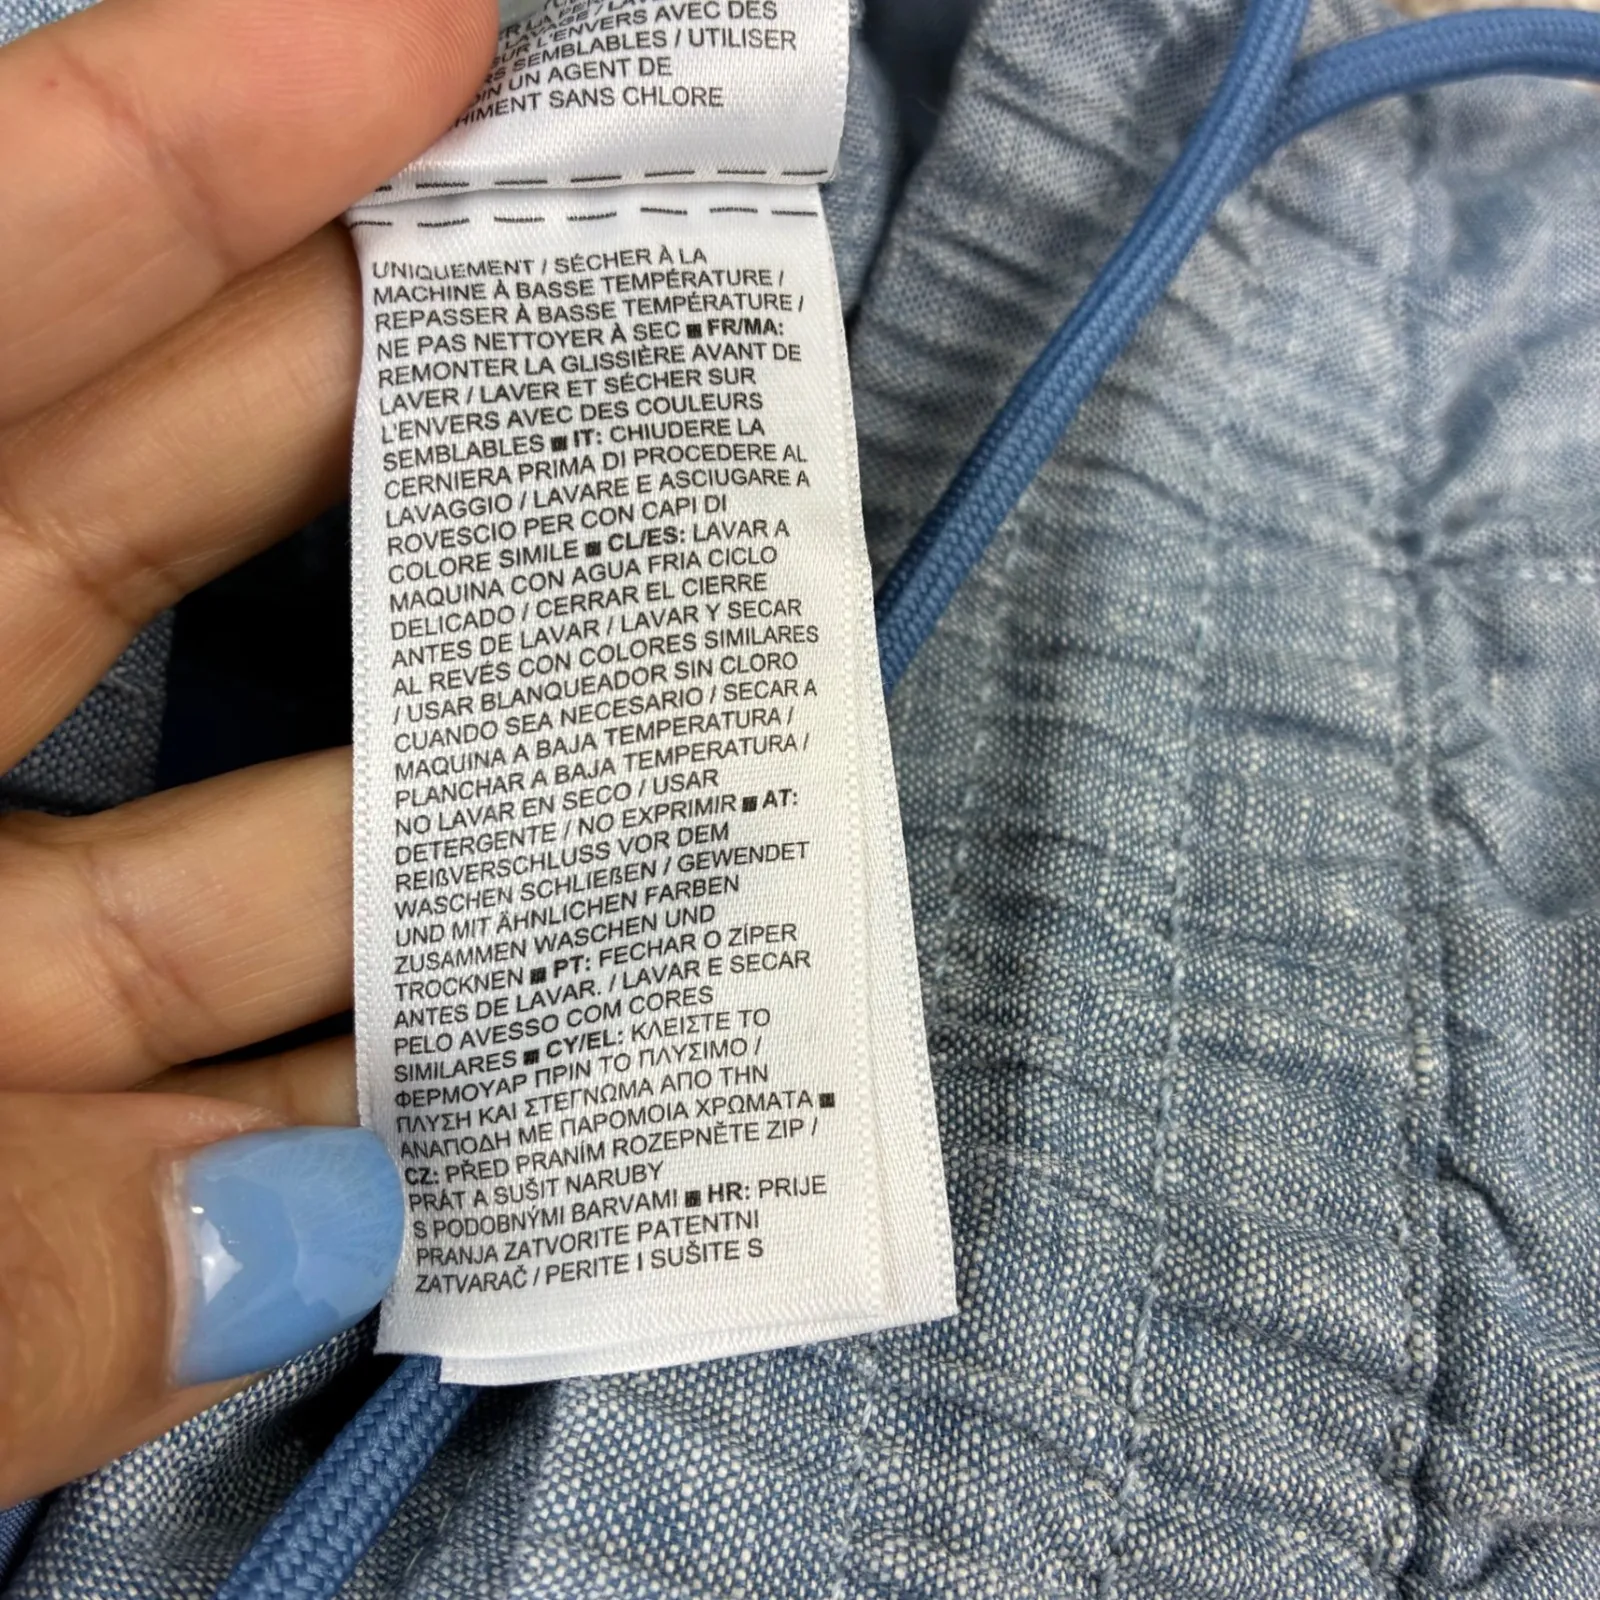 L'ENVERS AVEC DES
SEMBLABLES / UTILISER
UN AGENT DE
SANS CHLORE
UNIQUEMENT / SÉCHER À LA
MACHINE À BASSE TEMPÉRATURE /
REPASSER À BASSE TEMPÉRATURE /
NE PAS NETTOYER À SEC ■ FR/MA:
REMONTER LA GLISSIÈRE AVANT DE
LAVER / LAVER ET SÉCHER SUR
L'ENVERS AVEC DES COULEURS
SEMBLABLES ■ IT: CHIUDERE LA
CERNIERA PRIMA DI PROCEDERE AL
LAVAGGIO / LAVARE E ASCIUGARE A
ROVESCIO PER CON CAPI DI
COLORE SIMILE ■ CL/ES: LAVAR A
MAQUINA CON AGUA FRIA CICLO
DELICADO / CERRAR EL CIERRE
ANTES DE LAVAR / LAVAR Y SECAR
AL REVÉS CON COLORES SIMILARES
/ USAR BLANQUEADOR SIN CLORO
CUANDO SEA NECESARIO / SECAR A
MAQUINA A BAJA TEMPERATURA /
PLANCHAR A BAJA TEMPERATURA /
NO LAVAR EN SECO / USAR
DETERGENTE / NO EXPRIMIR ■ AT:
REIßVERSCHLUSS VOR DEM
WASCHEN SCHLIEßEN / GEWENDET
UND MIT ÄHNLICHEN FARBEN
ZUSAMMEN WASCHEN UND
TROCKNEN ■ PT: FECHAR O ZÍPER
ANTES DE LAVAR. / LAVAR E SECAR
PELO AVESSO COM CORES
SIMILARES ■ CY/EL: ΚΛΕΙΣΤΕ ΤΟ
ΦΕΡΜΟΥΑΡ ΠΡΙΝ ΤΟ ΠΛΥΣΙΜΟ /
ΠΛΥΣΗ ΚΑΙ ΣΤΕΓΝΩΜΑ ΑΠΟ ΤΗΝ
ΑΝΑΠΟΔΗ ΜΕ ΠΑΡΟΜΟΙΑ ΧΡΩΜΑΤΑ ■
CZ: PŘED PRANÍM ROZEPNĚTE ZIP /
PRÁT A SUŠIT NARUBY
S PODOBNÝMI BARVAMI ■ HR: PRIJE
PRANJA ZATVORITE PATENTNI
ZATVARAČ / PERITE I SUŠITE S